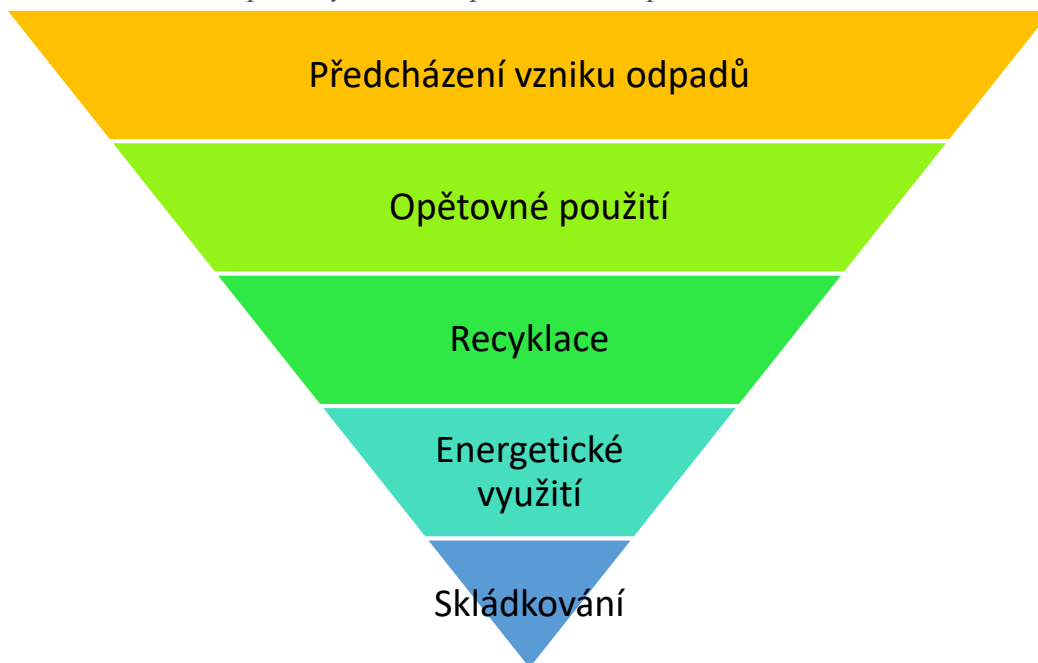 Předcházení vzniku odpadů
Opětovné použití
Recyklace
Energetické
využití
Skládkování